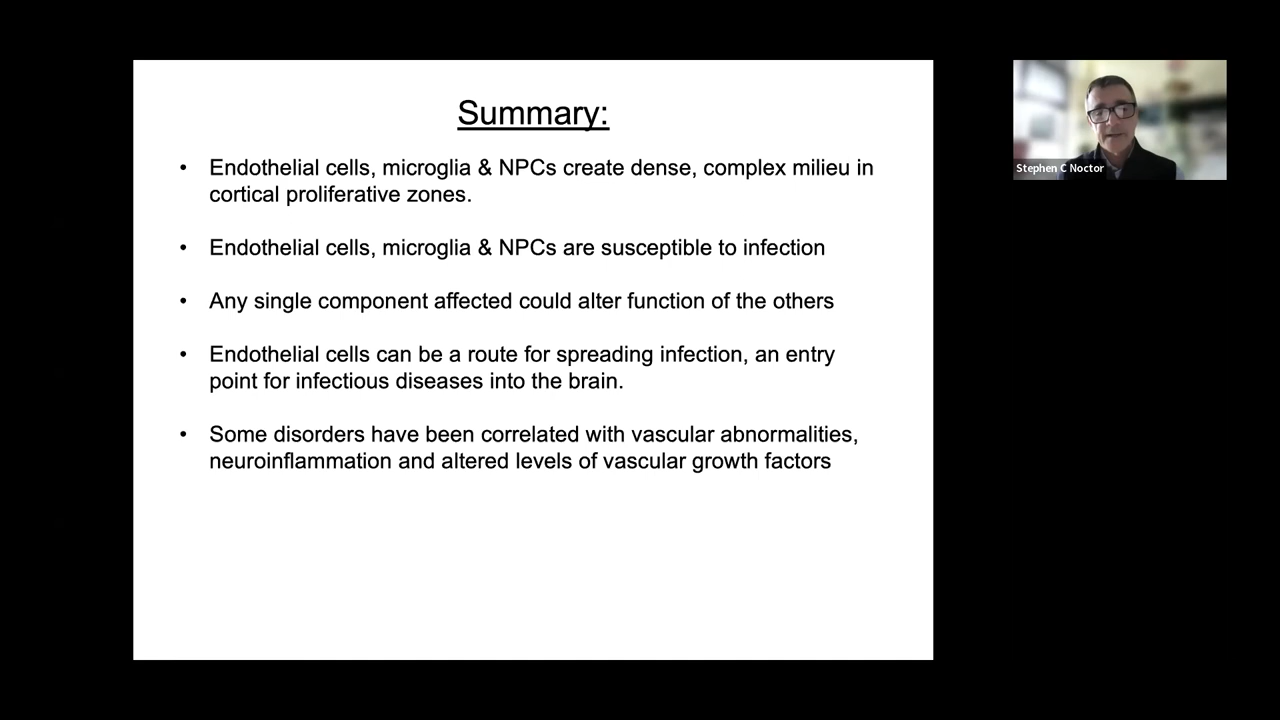 Summary:
• Endothelial cells, microglia & NPCs create dense, complex milieu in
cortical proliferative zones.
• Endothelial cells, microglia & NPCs are susceptible to infection
• Any single component affected could alter function of the others
• Endothelial cells can be a route for spreading infection, an entry
point for infectious diseases into the brain.
• Some disorders have been correlated with vascular abnormalities,
neuroinflammation and altered levels of vascular growth factors
Stephen C Noctor